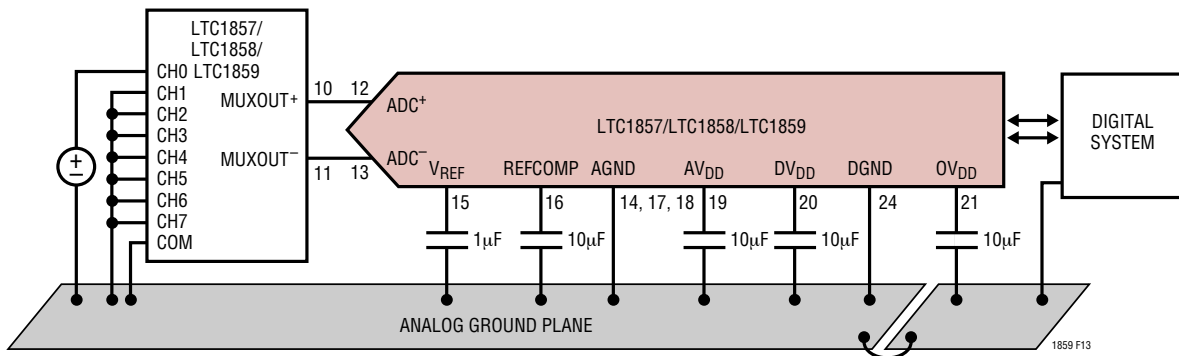 LTC1857/
LTC1858/
LTC1859
CH0
CH1
CH2
CH3
CH4
CH5
CH6
CH7
COM
MUXOUT+
MUXOUT–
10
12
11
13
ADC+
ADC–
LTC1857/LTC1858/LTC1859
VREF
REFCOMP
AGND
AVDD
DVDD
DGND
OVDD
15
16
14, 17, 18
19
20
24
21
1µF
10µF
10µF
10µF
10µF
DIGITAL
SYSTEM
ANALOG GROUND PLANE
1859 F13